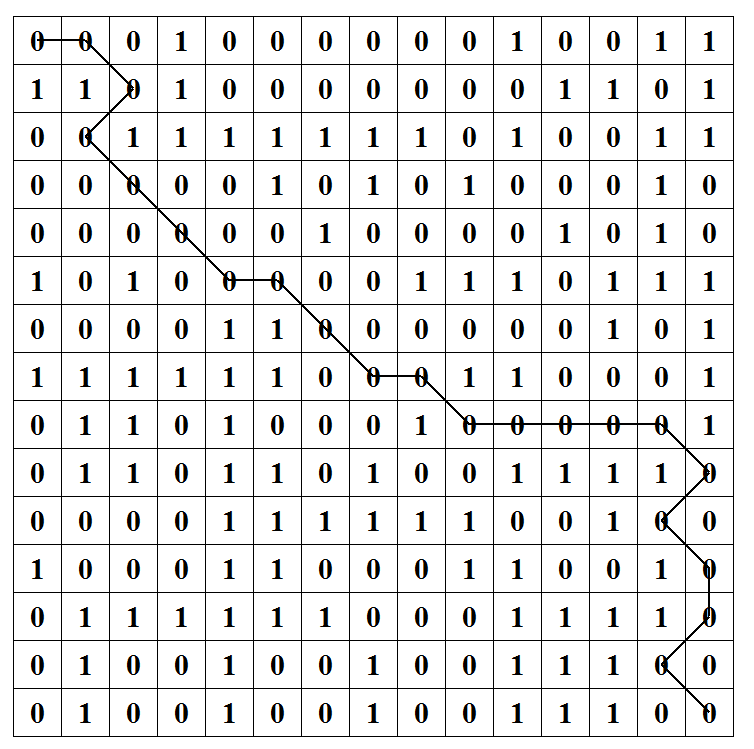 0 0 0 1 0 0 0 0 0 0 1 0 0 1 1
1 1 0 1 0 0 0 0 0 0 0 1 1 0 1
0 0 1 1 1 1 1 1 1 0 1 0 0 1 1
0 0 0 0 0 1 0 1 0 1 0 0 0 1 0
0 0 0 0 0 0 1 0 0 0 0 1 0 1 0
1 0 1 0 0 0 0 0 1 1 1 0 1 1 1
0 0 0 0 1 1 0 0 0 0 0 0 1 0 1
1 1 1 1 1 1 0 0 0 1 1 0 0 0 1
0 1 1 0 1 0 0 0 1 0 0 0 0 0 1
0 1 1 0 1 1 0 1 0 0 1 1 1 1 0
0 0 0 0 1 1 1 1 1 1 0 0 1 0 0
1 0 0 0 1 1 0 0 0 1 1 0 0 1 0
0 1 1 1 1 1 1 0 0 0 1 1 1 1 0
0 1 0 0 1 0 0 1 0 0 1 1 1 0 0
0 1 0 0 1 0 0 1 0 0 1 1 1 0 0